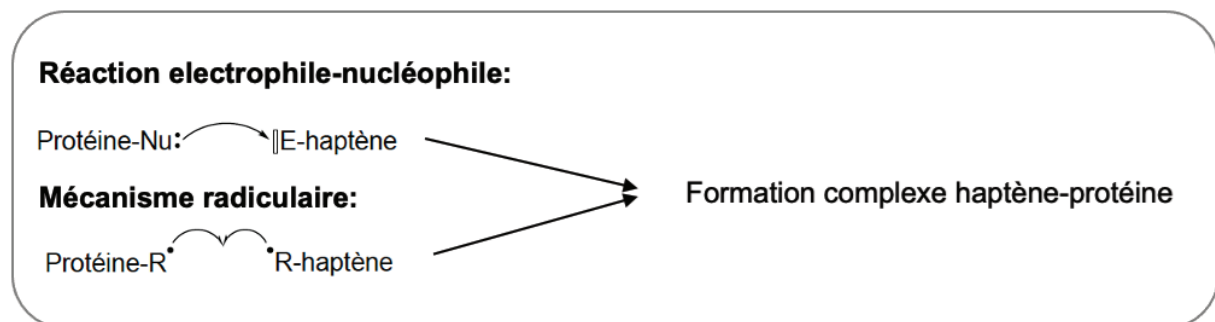 Réaction electrophile-nucléophile:
Protéine-Nu: E-haptène
Mécanisme radiculaire:
Formation complexe haptène-protéine
Protéine-R• •R-haptène